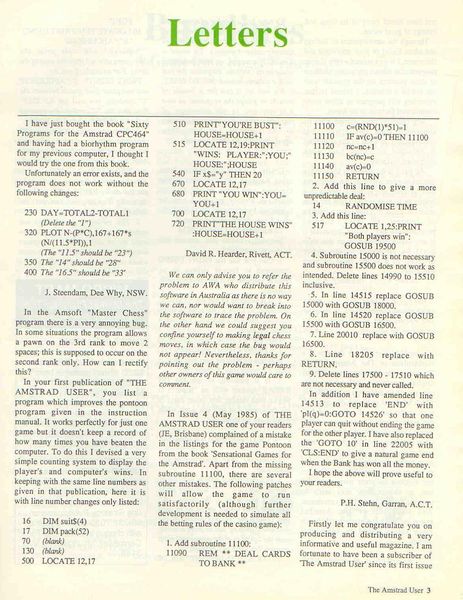 Letters
I have just bought the book "Sixty
Programs for the Amstrad CPC464"
and having had a biorhythm program
for my previous computer, I thought I
would try the one from this book.
Unfortunately an error exists, and the
program does not work without the
following changes:
230 DAY=TOTAL2-TOTAL1
(Delete the "1")
320 PLOT N-(P*C),167+167*s
(N/(11.5*PI)),1
(The "11.5" should be "23")
350 The "14" should be "28"
400 The "16.5" should be "33'
J. Steendam, Dee Why, NSW.
In the Amsoft "Master Chess"
program there is a very annoying bug.
In some situations the program allows
a pawn on the 3rd rank to move 2
spaces; this is supposed to occur on the
second rank only. How can I rectify
this?
In your first publication of "THE
AMSTRAD USER", you list a
program which improves the pontoon
program given in the instruction
manual. It works perfectly for just one
game but it doesn't keep a record of
how many times you have beaten the
computer. To do this I devised a very
simple counting system to display the
player's and computer's wins. In
keeping with the same line numbers as
given in that publication, here it is
with line number changes only listed:
16 DIM suit$(4)
17 DIM pack(52)
70 (blank)
130 (blank)
500 LOCATE 12,17
510 PRINT"YOU'RE BUST":
HOUSE=HOUSE+1
515 LOCATE 12,19:PRINT
"WINS: PLAYER:";YOU;"
HOUSE:";HOUSE
540 IF x$="y" THEN 20
670 LOCATE 12,17
680 PRINT "YOU WIN":YOU=
YOU+1
700 LOCATE 12,17
720 PRINT"THE HOUSE WINS"
:HOUSE=HOUSE+1
David R. Hearder, Rivett, ACT.
We can only advise you to refer the
problem to AWA who distribute this
software in Australia as there is no way
we can, nor would want to break into
the software to trace the problem. On
the other hand we could suggest you
confine yourself to making legal chess
moves, in which case the bug would
not appear! Nevertheless, thanks for
pointing out the problem - perhaps
other owners of this game would care to
comment.
In Issue 4 (May 1985) of THE
AMSTRAD USER one of your readers
(JE, Brisbane) complained of a mistake
in the listings for the game Pontoon
from the book 'Sensational Games for
the Amstrad'. Apart from the missing
subroutine 11100, there are several
other mistakes. The following patches
will allow the game to run
satisfactorily (although further
development is needed to simulate all
the betting rules of the casino game):
1. Add subroutine 11100:
11090 REM ** DEAL CARDS
TO BANK **
11100 c=(RND(1)*51)=1
11110 IF av(c)=0 THEN 11100
11120 nc=nc+1
11130 bc(nc)=c
11140 av(c)=0
11150 RETURN
2. Add this line to give a more
unpredictable deal:
14 RANDOMISE TIME
3. Add this line:
517 LOCATE 1,25:PRINT
"Both players win":
GOSUB 19500
4. Subroutine 15000 is not necessary
and subroutine 15500 does not work as
intended. Delete lines 14990 to 15510
inclusive.
5. In line 14515 replace GOSUB
15000 with GOSUB 18000.
6. In line 14520 replace GOSUB
15500 with GOSUB 16500.
7. Line 20010 replace with GOSUB
16500.
8. Line 18205 replace with
RETURN.
9. Delete lines 17500 - 17510 which
are not necessary and never called.
In addition I have amended line
14513 to replace 'END' with
'pl(q)=0:GOTO 14526' so that one
player can quit without ending the game
for the other player. I have also replaced
the 'GO TO 10' in line 22005 with
'CLS:END' to give a natural game end
when the Bank has won all the money.
I hope the above will prove useful to
your readers.
P.H. Stehn, Garran, A.C.T.
Firstly let me congratulate you on
producing and distributing a very
informative and useful magazine. I am
fortunate to have been a subscriber of
'The Amstrad User' since its first issue
The Amstrad User 3